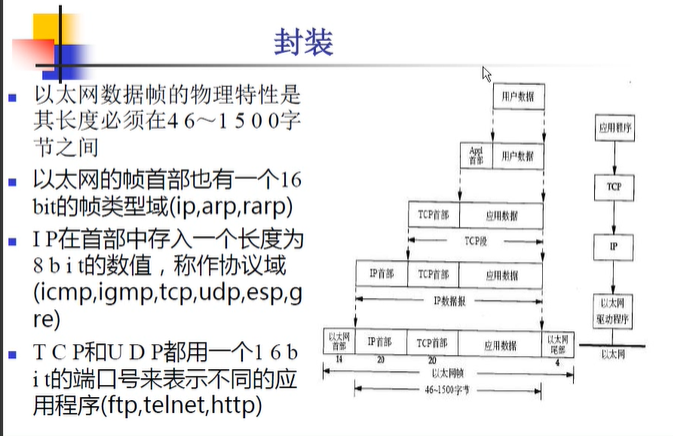 封装
■ 以太网数据帧的物理特性是
其长度必须在46～1500字
节之间
■ 以太网的帧首部也有一个16
bit的帧类型域(ip,arp,rarp)
■ IP在首部中存入一个长度为
8bit的数值，称作协议域
(icmp,igmp,tcp,udp,esp,g
re)
■ TCP和UDP都用一个16b
it的端口号来表示不同的应
用程序(ftp,telnet,http)
用户数据
Appl
首部
用户数据
TCP首部
应用数据
TCP段
IP首部
TCP首部
应用数据
IP数据报
以太网
首部
IP首部
TCP首部
应用数据
以太网
尾部
14
20
20
4
以太网帧
46~1500字节
应用程序
TCP
IP
以太网
驱动程序
以太网